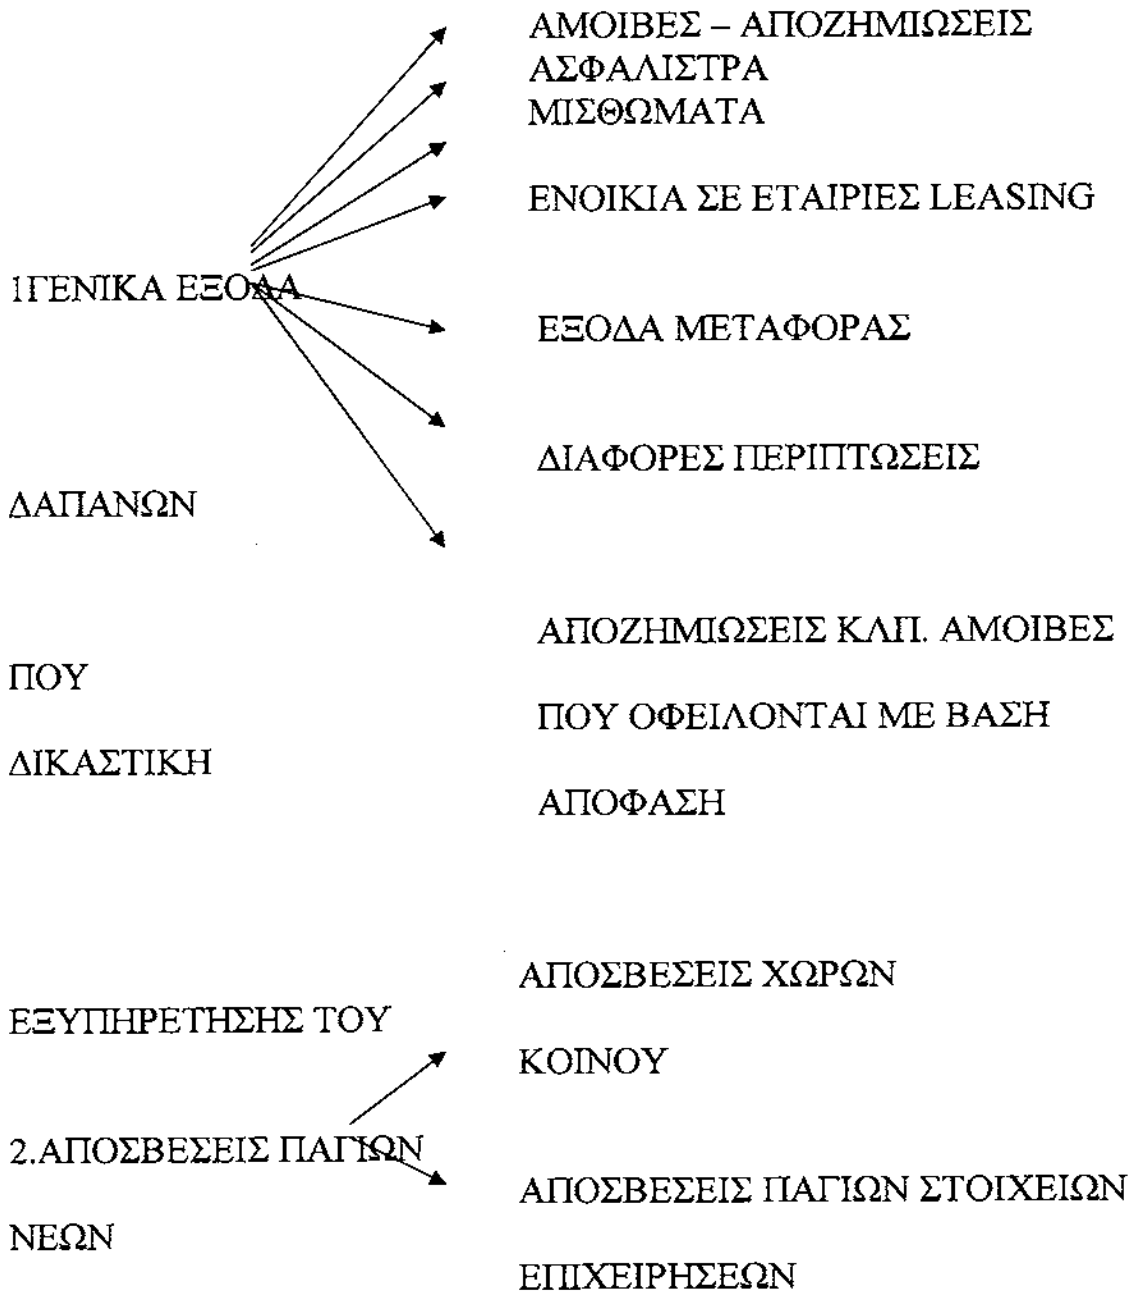 ΑΜΟΙΒΕΣ – ΑΠΟΖΗΜΙΩΣΕΙΣ
ΑΣΦΑΛΙΣΤΡΑ
ΜΙΣΘΩΜΑΤΑ
ΕΝΟΙΚΙΑ ΣΕ ΕΤΑΙΡΙΕΣ LEASING
1ΓΕΝΙΚΑ ΕΞΟΔΑ
ΕΞΟΔΑ ΜΕΤΑΦΟΡΑΣ
ΔΙΑΦΟΡΕΣ ΠΕΡΙΠΤΩΣΕΙΣ
ΔΑΠΑΝΩΝ
ΑΠΟΖΗΜΙΩΣΕΙΣ ΚΛΠ. ΑΜΟΙΒΕΣ
ΠΟΥ
ΠΟΥ ΟΦΕΙΛΟΝΤΑΙ ΜΕ ΒΑΣΗ
ΔΙΚΑΣΤΙΚΗ
ΑΠΟΦΑΣΗ
ΑΠΟΣΒΕΣΕΙΣ ΧΩΡΩΝ
ΕΞΥΠΗΡΕΤΗΣΗΣ ΤΟΥ
ΚΟΙΝΟΥ
2.ΑΠΟΣΒΕΣΕΙΣ ΠΑΓΙΩΝ
ΑΠΟΣΒΕΣΕΙΣ ΠΑΓΙΩΝ ΣΤΟΙΧΕΙΩΝ
ΝΕΩΝ
ΕΠΙΧΕΙΡΗΣΕΩΝ